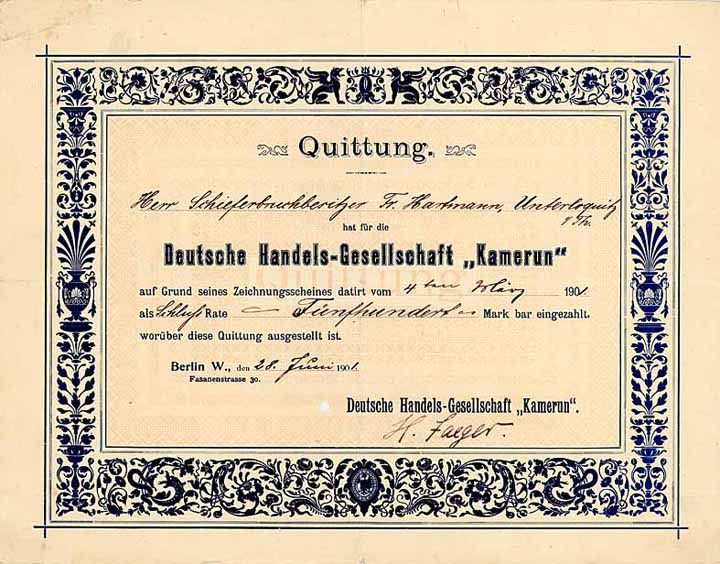 Quittung.
Herr Schieferbruchbesitzer Fr. Hartmann, Unterloquitz
i/Th.
hat für die
Deutsche Handels-Gesellschaft „Kamerun“
auf Grund seines Zeichnungsscheines datirt vom 4ten März 1901
als Schluß Rate – Fünfhundert – Mark bar eingezahlt,
worüber diese Quittung ausgestellt ist.
Berlin W., den 28. Juni 1901.
Fasanenstrasse 30.
Deutsche Handels-Gesellschaft „Kamerun“.
H. Jaeger.